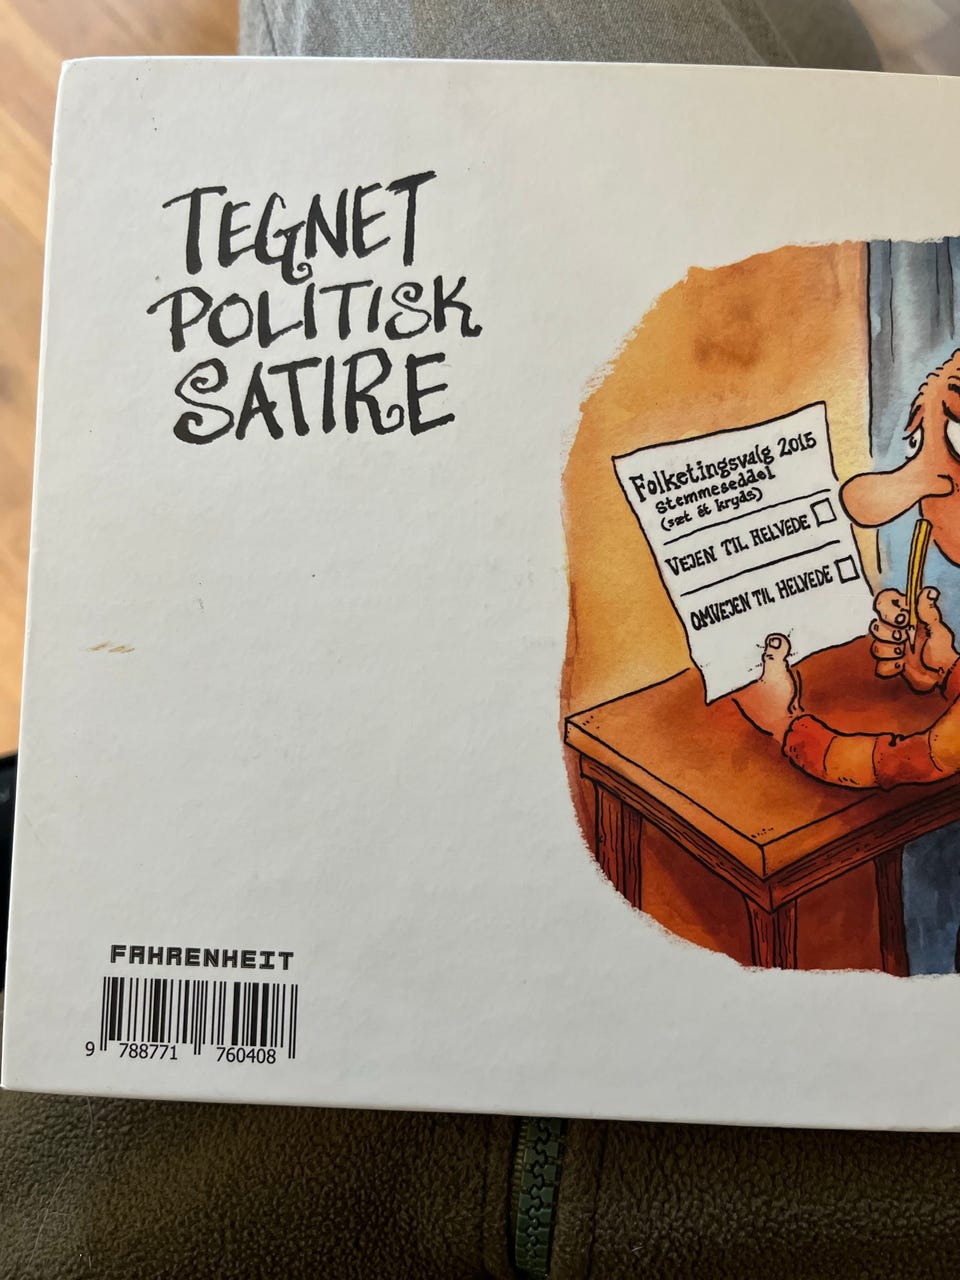 TEGNET
POLITISK
SATIRE
Folketingsvalg 2015
Stemmeseddel
(sæt ét kryds)
VEJEN TIL HELVEDE
OMVEJEN TIL HELVEDE
FAHRENHEIT
9 788771 760408